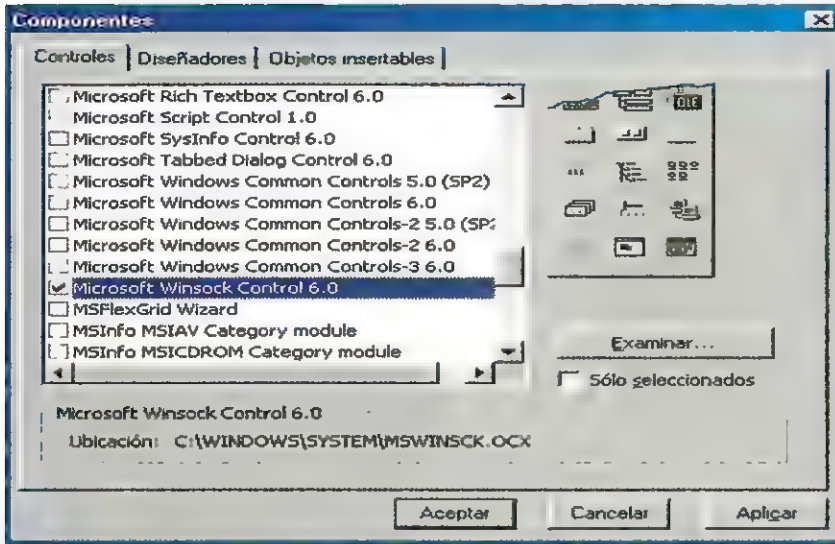 Componentes
Controles
Diseñadores
Objetos insertables
Microsoft Rich Textbox Control 6.0
Microsoft Script Control 1.0
Microsoft SysInfo Control 6.0
Microsoft Tabbed Dialog Control 6.0
Microsoft Windows Common Controls 5.0 (SP2)
Microsoft Windows Common Controls 6.0
Microsoft Windows Common Controls-2 5.0 (SP2
Microsoft Windows Common Controls-2 6.0
Microsoft Windows Common Controls-3 6.0
Microsoft Winsock Control 6.0
MSFlexGrid Wizard
MSInfo MSIAV Category module
MSInfo MSICDROM Category module
OLE
Examinar...
Sólo seleccionados
Microsoft Winsock Control 6.0
Ubicación: C:\WINDOWS\SYSTEM\MSWINSCK.OCX
Aceptar
Cancelar
Aplicar